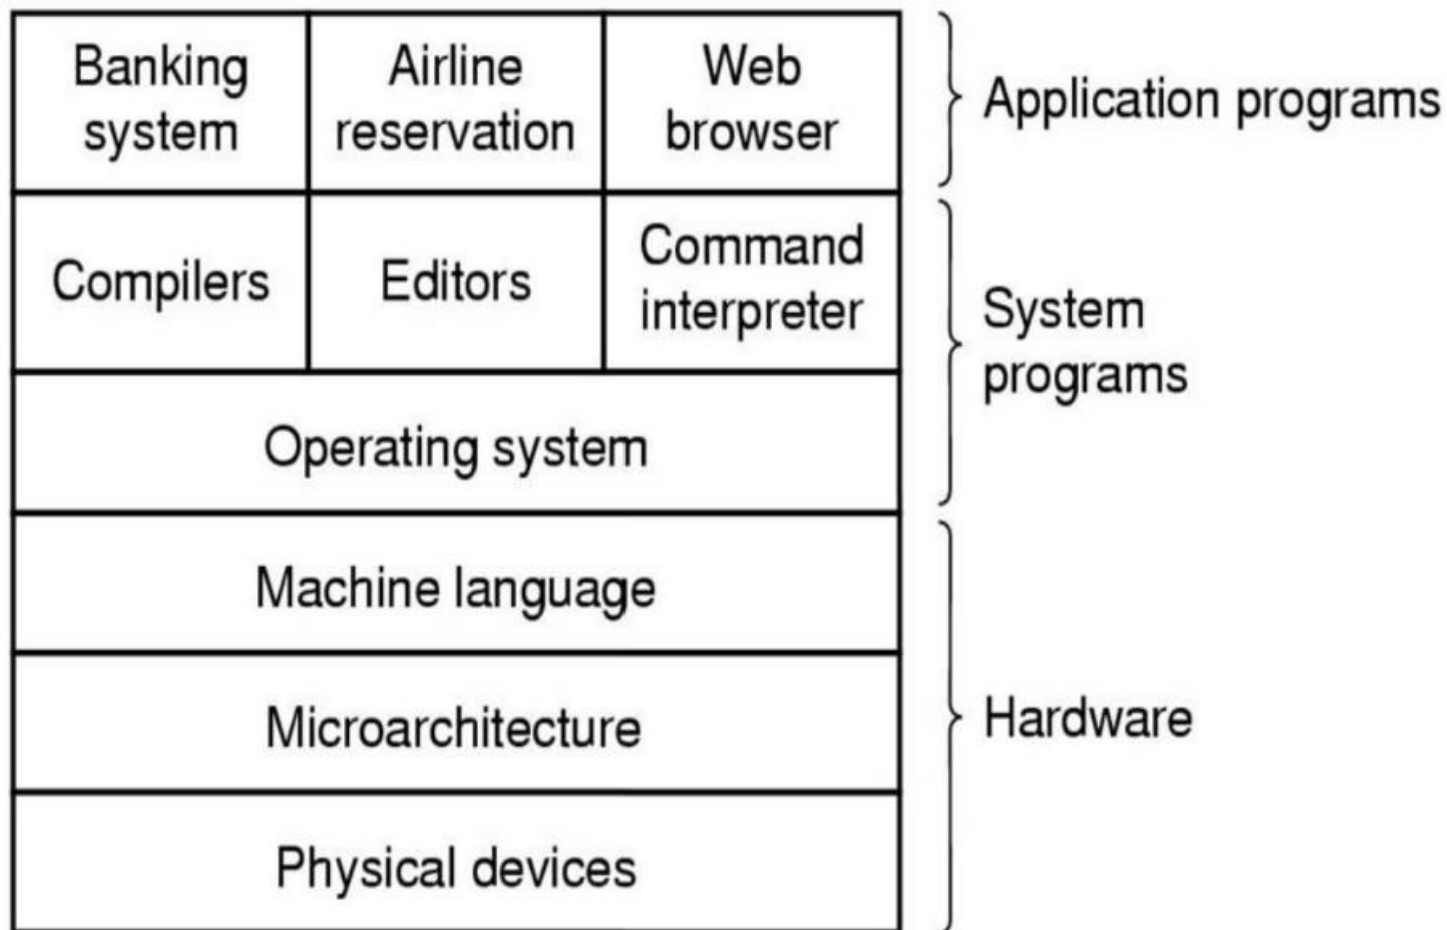 Banking
system
Airline
reservation
Web
browser
Application programs
Compilers
Editors
Command
interpreter
System
programs
Operating system
Machine language
Microarchitecture
Hardware
Physical devices